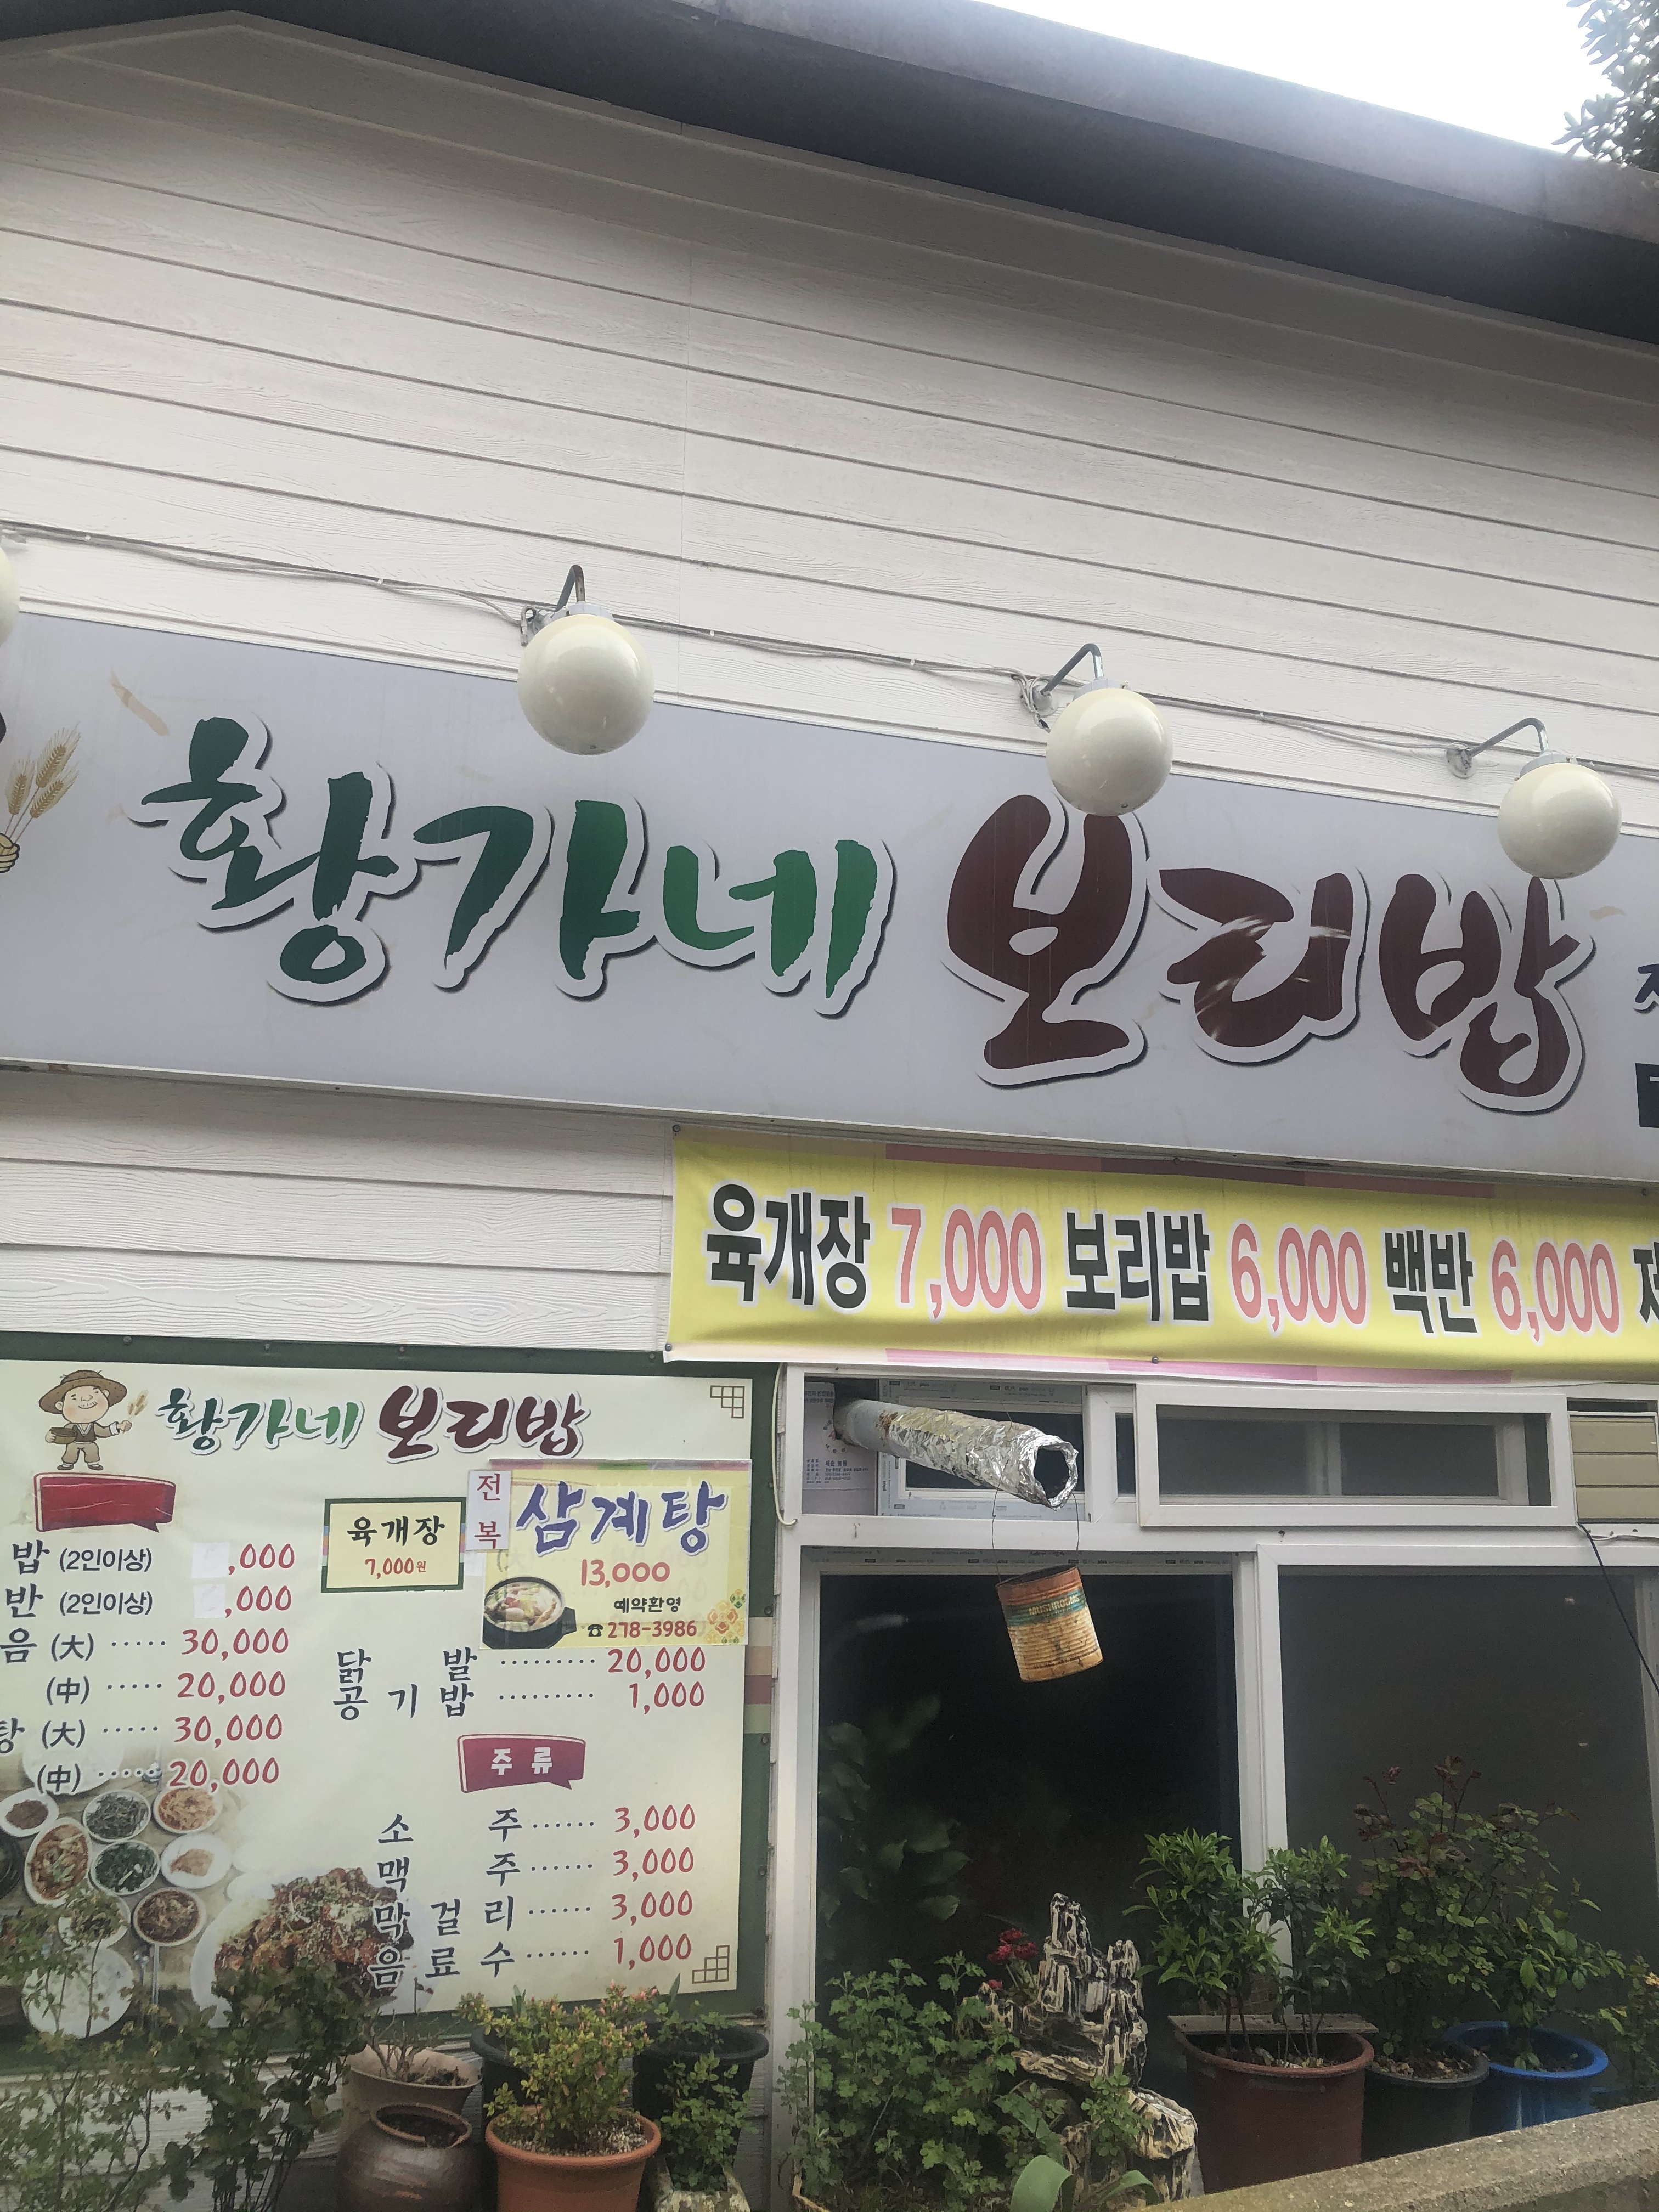 황가네 보리밥
육개장 7,000 보리밥 6,000 백반 6,000
황가네 보리밥
밥 (2인이상) ,000
반 (2인이상) ,000
음 (大) ····· 30,000
(中) ····· 20,000
탕 (大) ····· 30,000
(中) ····· 20,000
육개장
7,000원
전복
삼계탕
13,000
예약환영
☎278-3986
닭발 ········· 20,000
공기밥 ········· 1,000
주류
소주 ······ 3,000
맥주 ······ 3,000
막걸리 ······ 3,000
음료수 ······ 1,000
MUSHROOMS